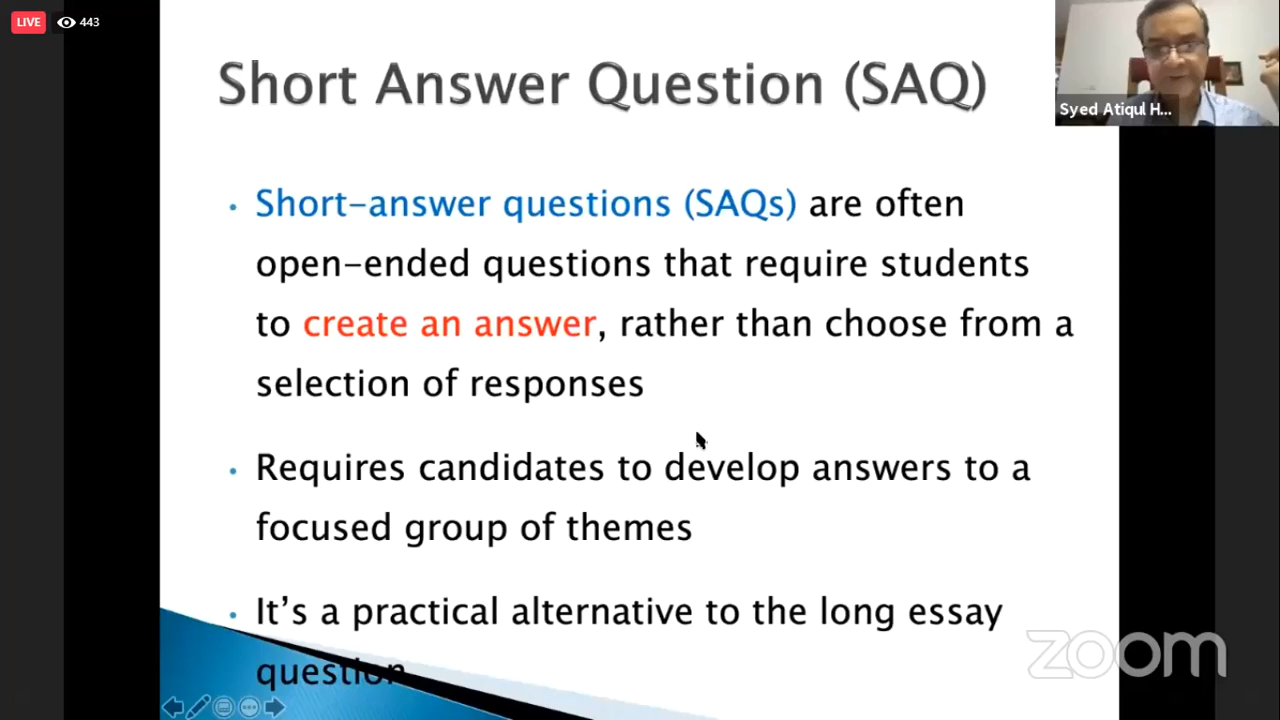 LIVE 443
Short Answer Question (SAQ)
Syed Atiqul H...
• Short-answer questions (SAQs) are often
open-ended questions that require students
to create an answer, rather than choose from a
selection of responses
• Requires candidates to develop answers to a
focused group of themes
• It's a practical alternative to the long essay
question
zoom